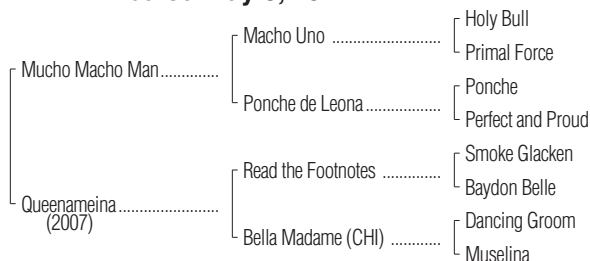 Holy Bull
Macho Uno ..................
Primal Force
Mucho Macho Man..............
Ponche
Ponche de Leona ..................
Perfect and Proud
Smoke Glacken
Read the Footnotes ..............
Baydon Belle
Queenameina ........................
(2007)
Dancing Groom
Bella Madame (CHI) ............
Muselina